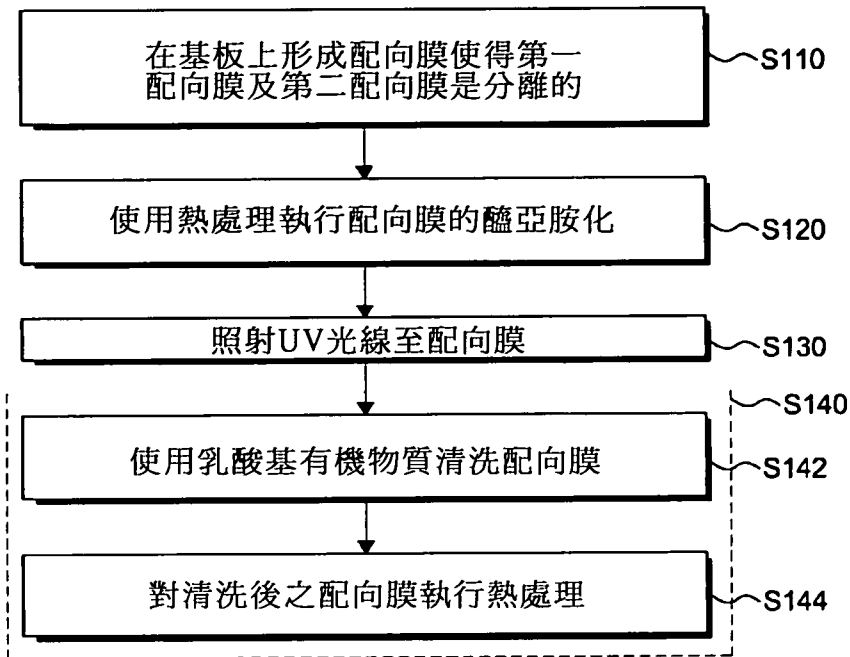 在基板上形成配向膜使得第一
配向膜及第二配向膜是分離的
S110
使用熱處理執行配向膜的醯亞胺化
S120
照射UV光線至配向膜
S130
S140
使用乳酸基有機物質清洗配向膜
S142
對清洗後之配向膜執行熱處理
S144